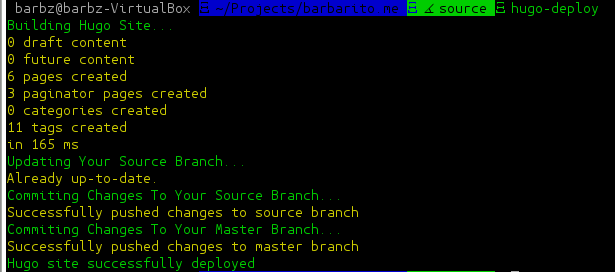 barbz@barbz-VirtualBox ~/Projects/barbarito.me source hugo-deploy
Building Hugo Site...
0 draft content
0 future content
6 pages created
3 paginator pages created
0 categories created
11 tags created
in 165 ms
Updating Your Source Branch...
Already up-to-date.
Commiting Changes To Your Source Branch...
Successfully pushed changes to source branch
Commiting Changes To Your Master Branch...
Successfully pushed changes to master branch
Hugo site successfully deployed